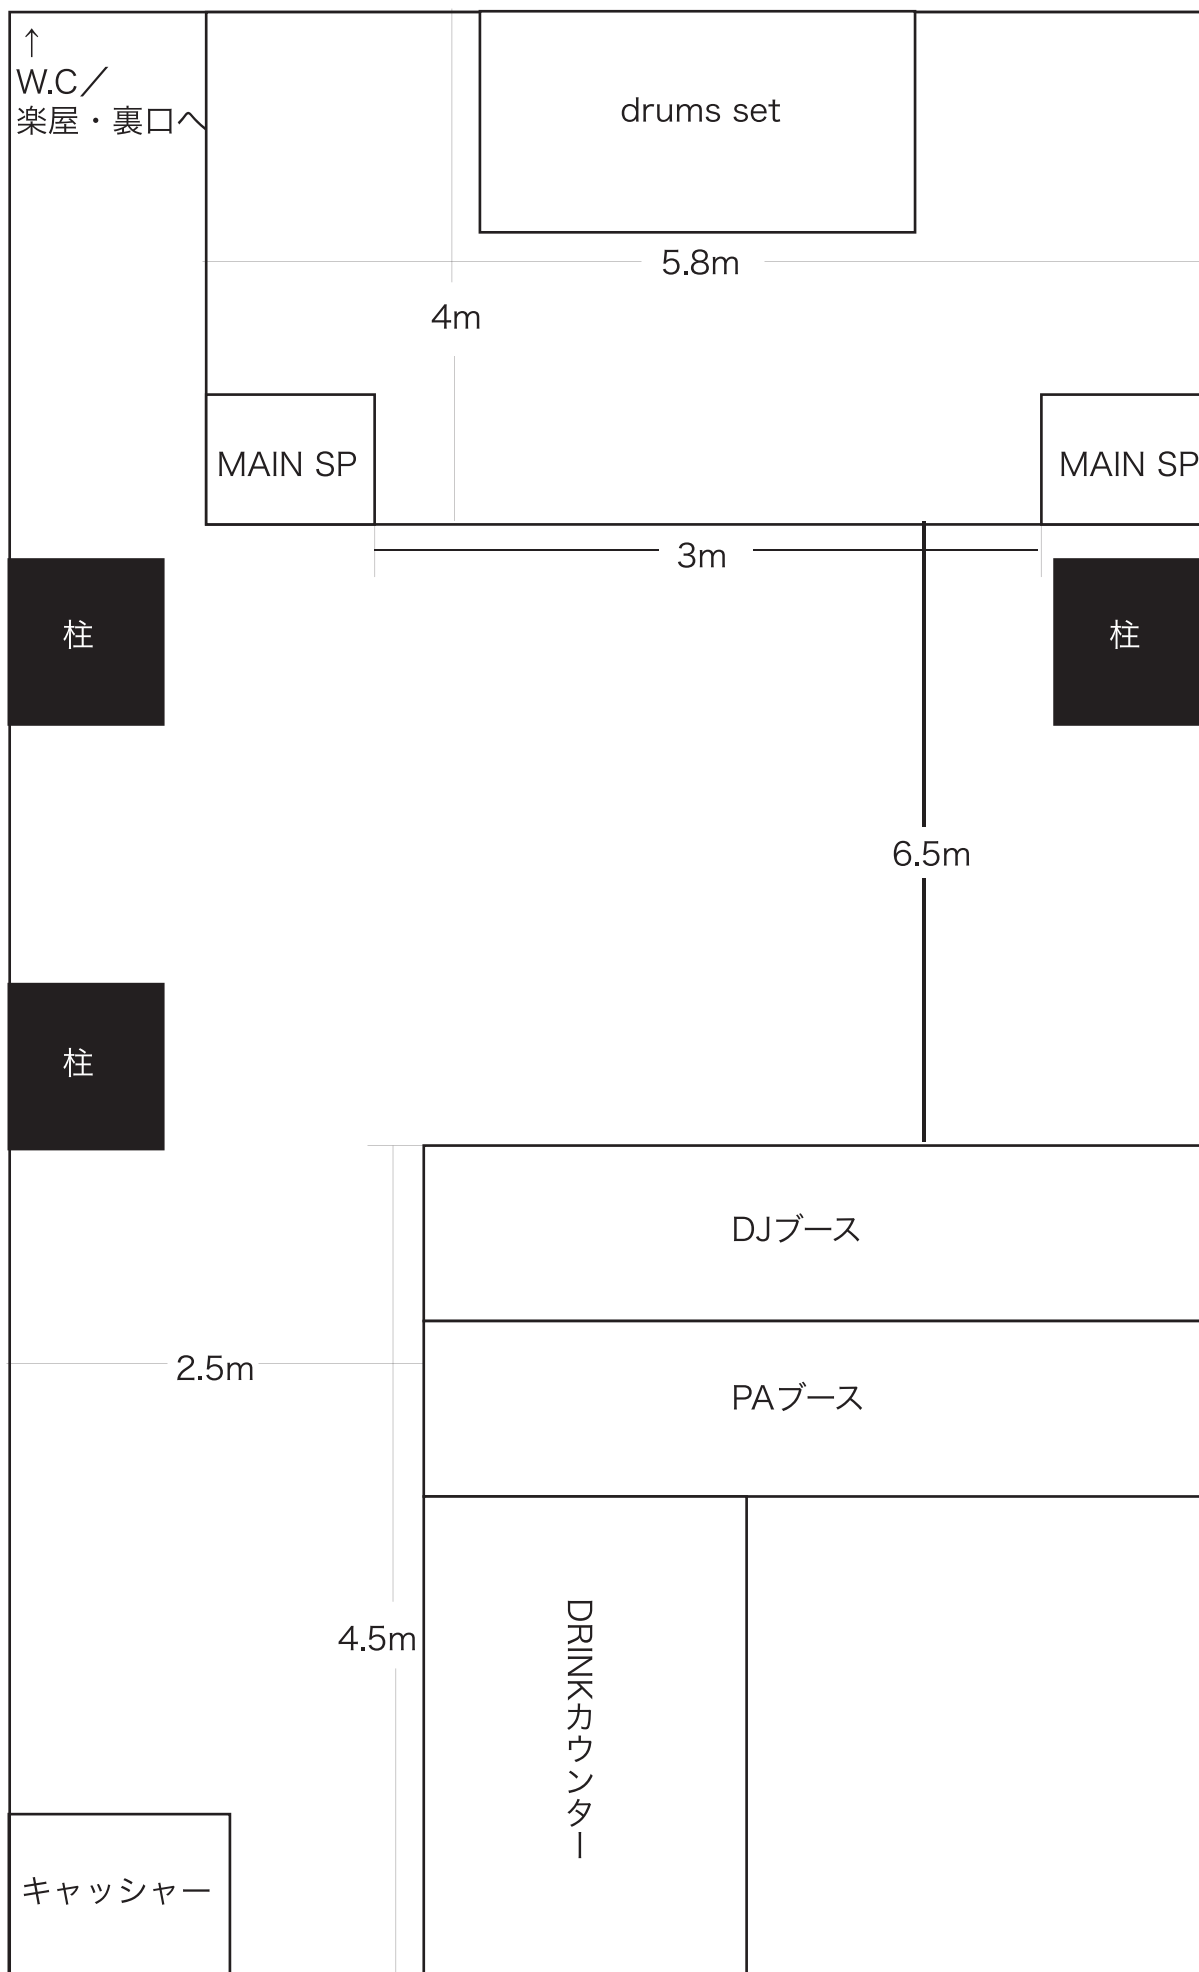 ↑
W.C／
楽屋・裏口へ
drums set
5.8m
4m
MAIN SP
MAIN SP
3m
柱
柱
6.5m
柱
DJブース
2.5m
PAブース
4.5m
DRINKカウンター
キャッシャー